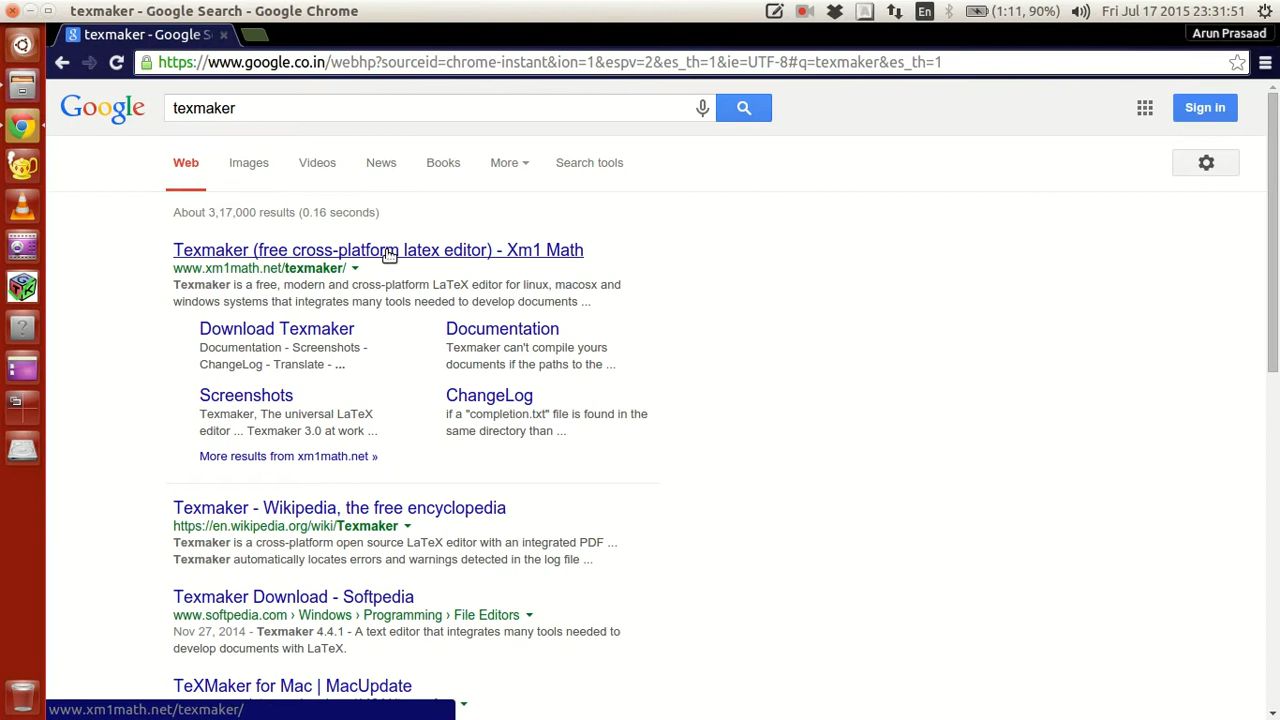 texmaker - Google Search - Google Chrome
En
(1:11, 90%)
Fri Jul 17 2015 23:31:51
texmaker - Google S
Arun Prasaad
https://www.google.co.in/webhp?sourceid=chrome-instant&ion=1&espv=2&es_th=1&ie=UTF-8#q=texmaker&es_th=1
Google
texmaker
Sign in
Web
Images
Videos
News
Books
More
Search tools
About 3,17,000 results (0.16 seconds)
Texmaker (free cross-platform latex editor) - Xm1 Math
www.xm1math.net/texmaker/
Texmaker is a free, modern and cross-platform LaTeX editor for linux, macosx and
windows systems that integrates many tools needed to develop documents ...
Download Texmaker
Documentation - Screenshots -
ChangeLog - Translate - ...
Documentation
Texmaker can't compile yours
documents if the paths to the ...
Screenshots
Texmaker, The universal LaTeX
editor ... Texmaker 3.0 at work ...
ChangeLog
if a "completion.txt" file is found in the
same directory than ...
More results from xm1math.net »
Texmaker - Wikipedia, the free encyclopedia
https://en.wikipedia.org/wiki/Texmaker
Texmaker is a cross-platform open source LaTeX editor with an integrated PDF ...
Texmaker automatically locates errors and warnings detected in the log file ...
Texmaker Download - Softpedia
www.softpedia.com › Windows › Programming › File Editors
Nov 27, 2014 - Texmaker 4.4.1 - A text editor that integrates many tools needed to
develop documents with LaTeX.
TeXMaker for Mac | MacUpdate
www.xm1math.net/texmaker/